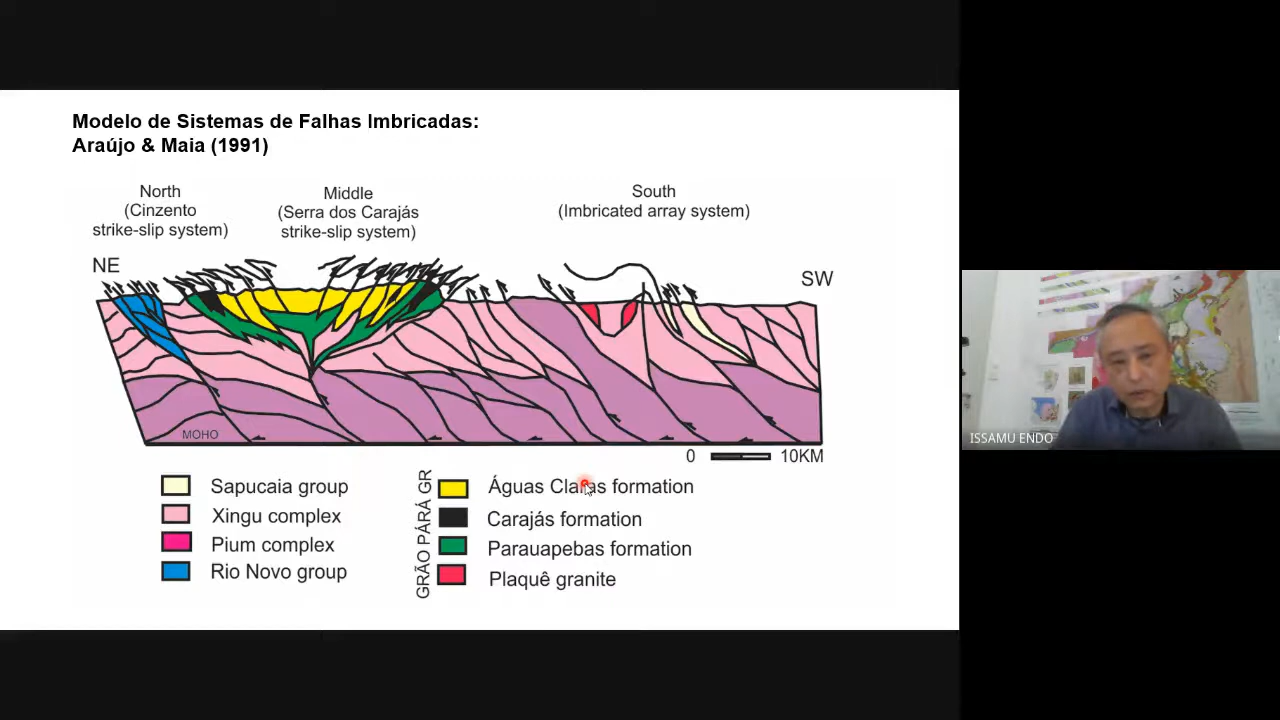 Modelo de Sistemas de Falhas Imbricadas:
Araújo & Maia (1991)
North
(Cinzento
strike-slip system)
Middle
(Serra dos Carajás
strike-slip system)
South
(Imbricated array system)
NE
SW
MOHO
0 10KM
Sapucaia group
Xingu complex
Pium complex
Rio Novo group
GRÃO PÁRÁ GR
Águas Claras formation
Carajás formation
Parauapebas formation
Plaquê granite
ISSAMU ENDO